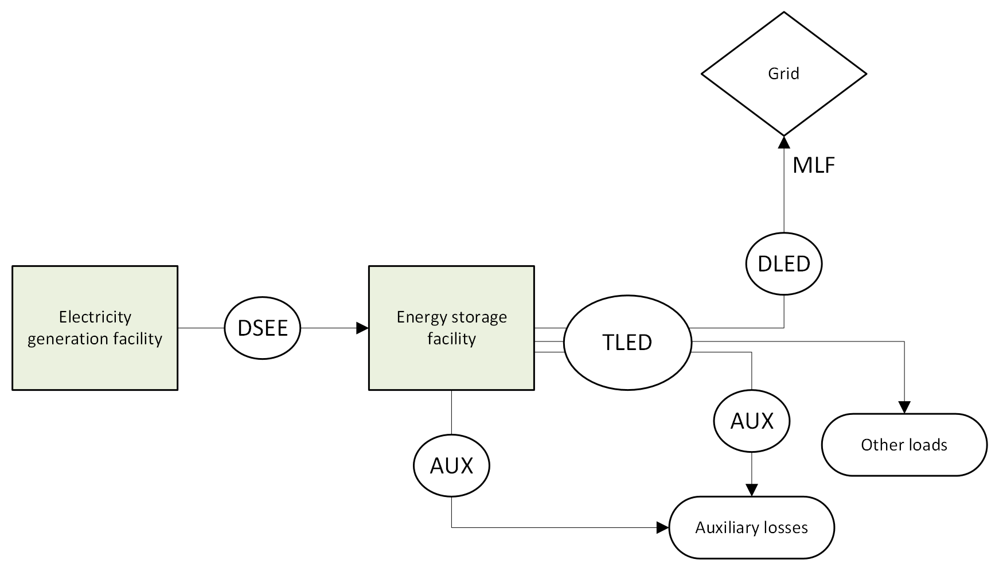 Grid
MLF
DLED
Electricity
generation facility
DSEE
Energy storage
facility
TLED
AUX
AUX
Other loads
Auxiliary losses